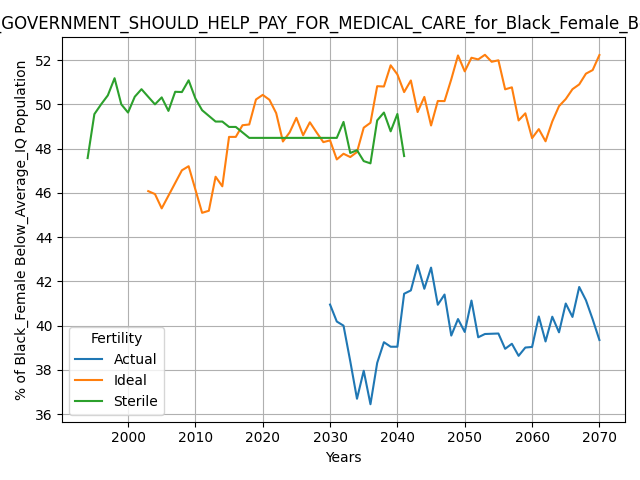 _GOVERNMENT_SHOULD_HELP_PAY_FOR_MEDICAL_CARE_for_Black_Female_B
% of Black_Female Below_Average_IQ Population
52
50
48
46
44
42
40
38
36
Fertility
Actual
Ideal
Sterile
2000 2010 2020 2030 2040 2050 2060 2070
Years